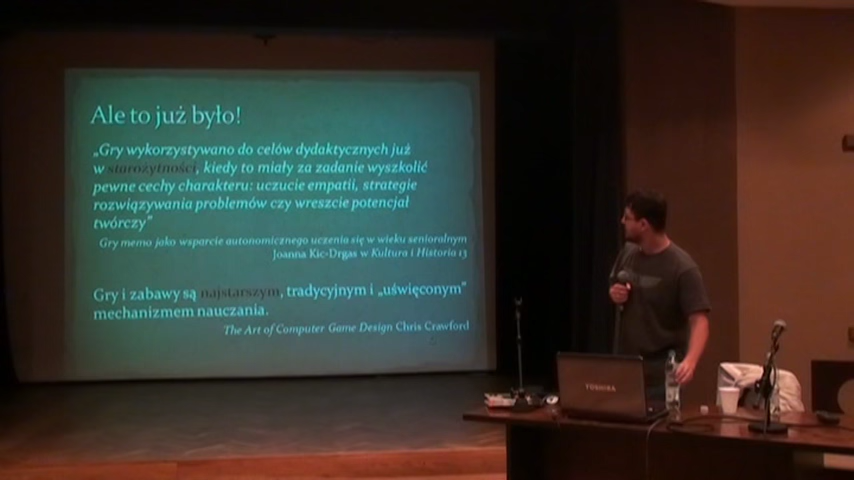 Ale to już było!
„Gry wykorzystywano do celów dydaktycznych już
w starożytności, kiedy to miały za zadanie wyszkolić
pewne cechy charakteru: uczucie empatii, strategie
rozwiązywania problemów czy wreszcie potencjał
twórczy”
Gry memo jako wsparcie autonomicznego uczenia się w wieku senioralnym
Joanna Kic-Drgas w Kultura i Historia 13
Gry i zabawy są najstarszym, tradycyjnym i „uświęconym”
mechanizmem nauczania.
The Art of Computer Game Design Chris Crawford
TOSHIBA